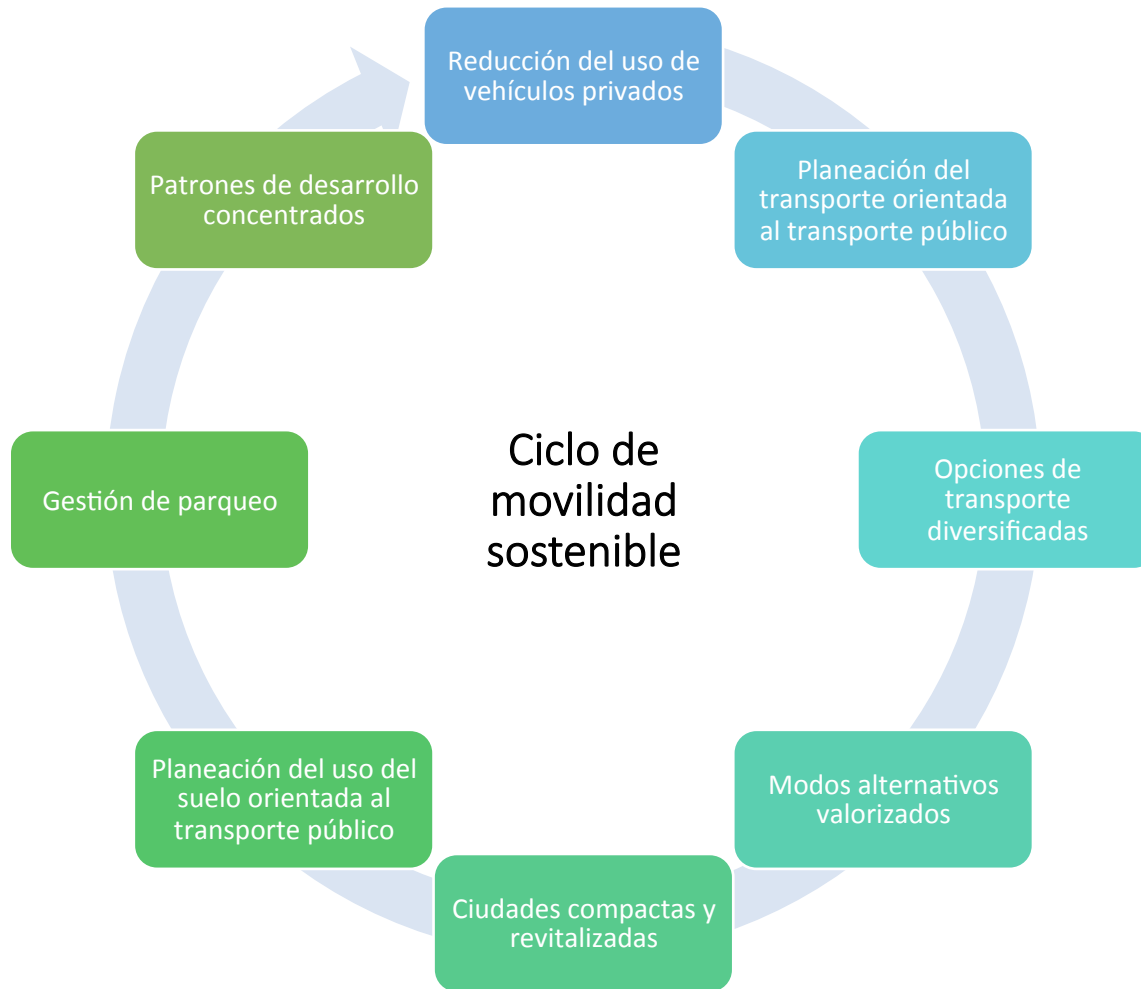 Reducción del uso de
vehículos privados
Planeación del
transporte orientada
al transporte público
Opciones de
transporte
diversificadas
Modos alternativos
valorizados
Ciudades compactas y
revitalizadas
Planeación del uso del
suelo orientada al
transporte público
Gestión de parqueo
Patrones de desarrollo
concentrados
Ciclo de
movilidad
sostenible